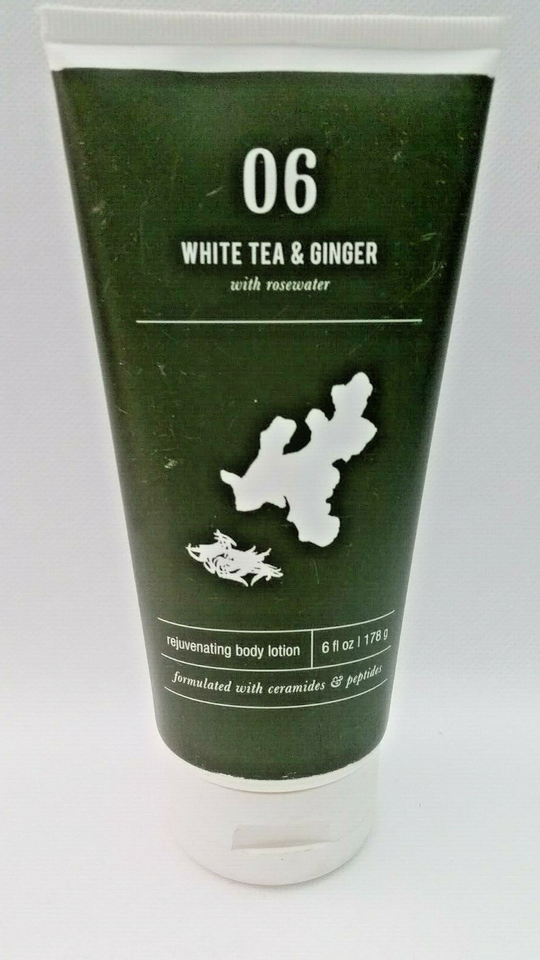 06
WHITE TEA & GINGER
with rosewater
rejuvenating body lotion | 6 fl oz | 178 g
formulated with ceramides & peptides